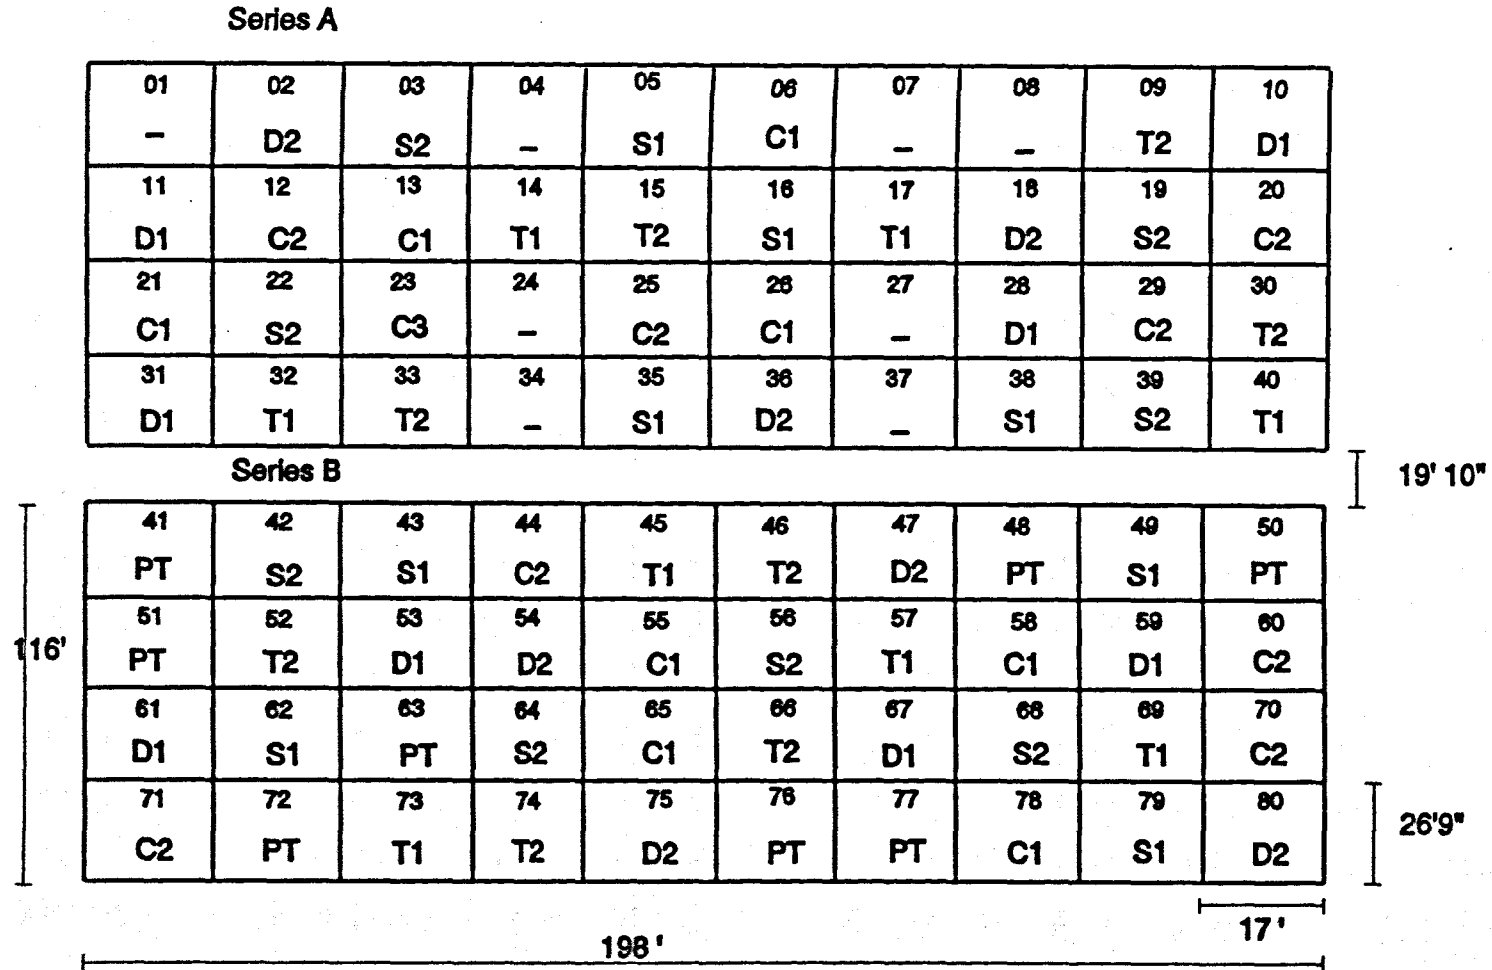 Series A
01 02 03 04 05 06 07 08 09 10
– D2 S2 – S1 C1 – – T2 D1
11 12 13 14 15 16 17 18 19 20
D1 C2 C1 T1 T2 S1 T1 D2 S2 C2
21 22 23 24 25 26 27 28 29 30
C1 S2 C3 – C2 C1 – D1 C2 T2
31 32 33 34 35 36 37 38 39 40
D1 T1 T2 – S1 D2 – S1 S2 T1
Series B
19' 10"
41 42 43 44 45 46 47 48 49 50
PT S2 S1 C2 T1 T2 D2 PT S1 PT
51 52 53 54 55 56 57 58 59 60
116'
PT T2 D1 D2 C1 S2 T1 C1 D1 C2
61 62 63 64 65 66 67 68 69 70
D1 S1 PT S2 C1 T2 D1 S2 T1 C2
71 72 73 74 75 76 77 78 79 80
26'9"
C2 PT T1 T2 D2 PT PT C1 S1 D2
17'
198'